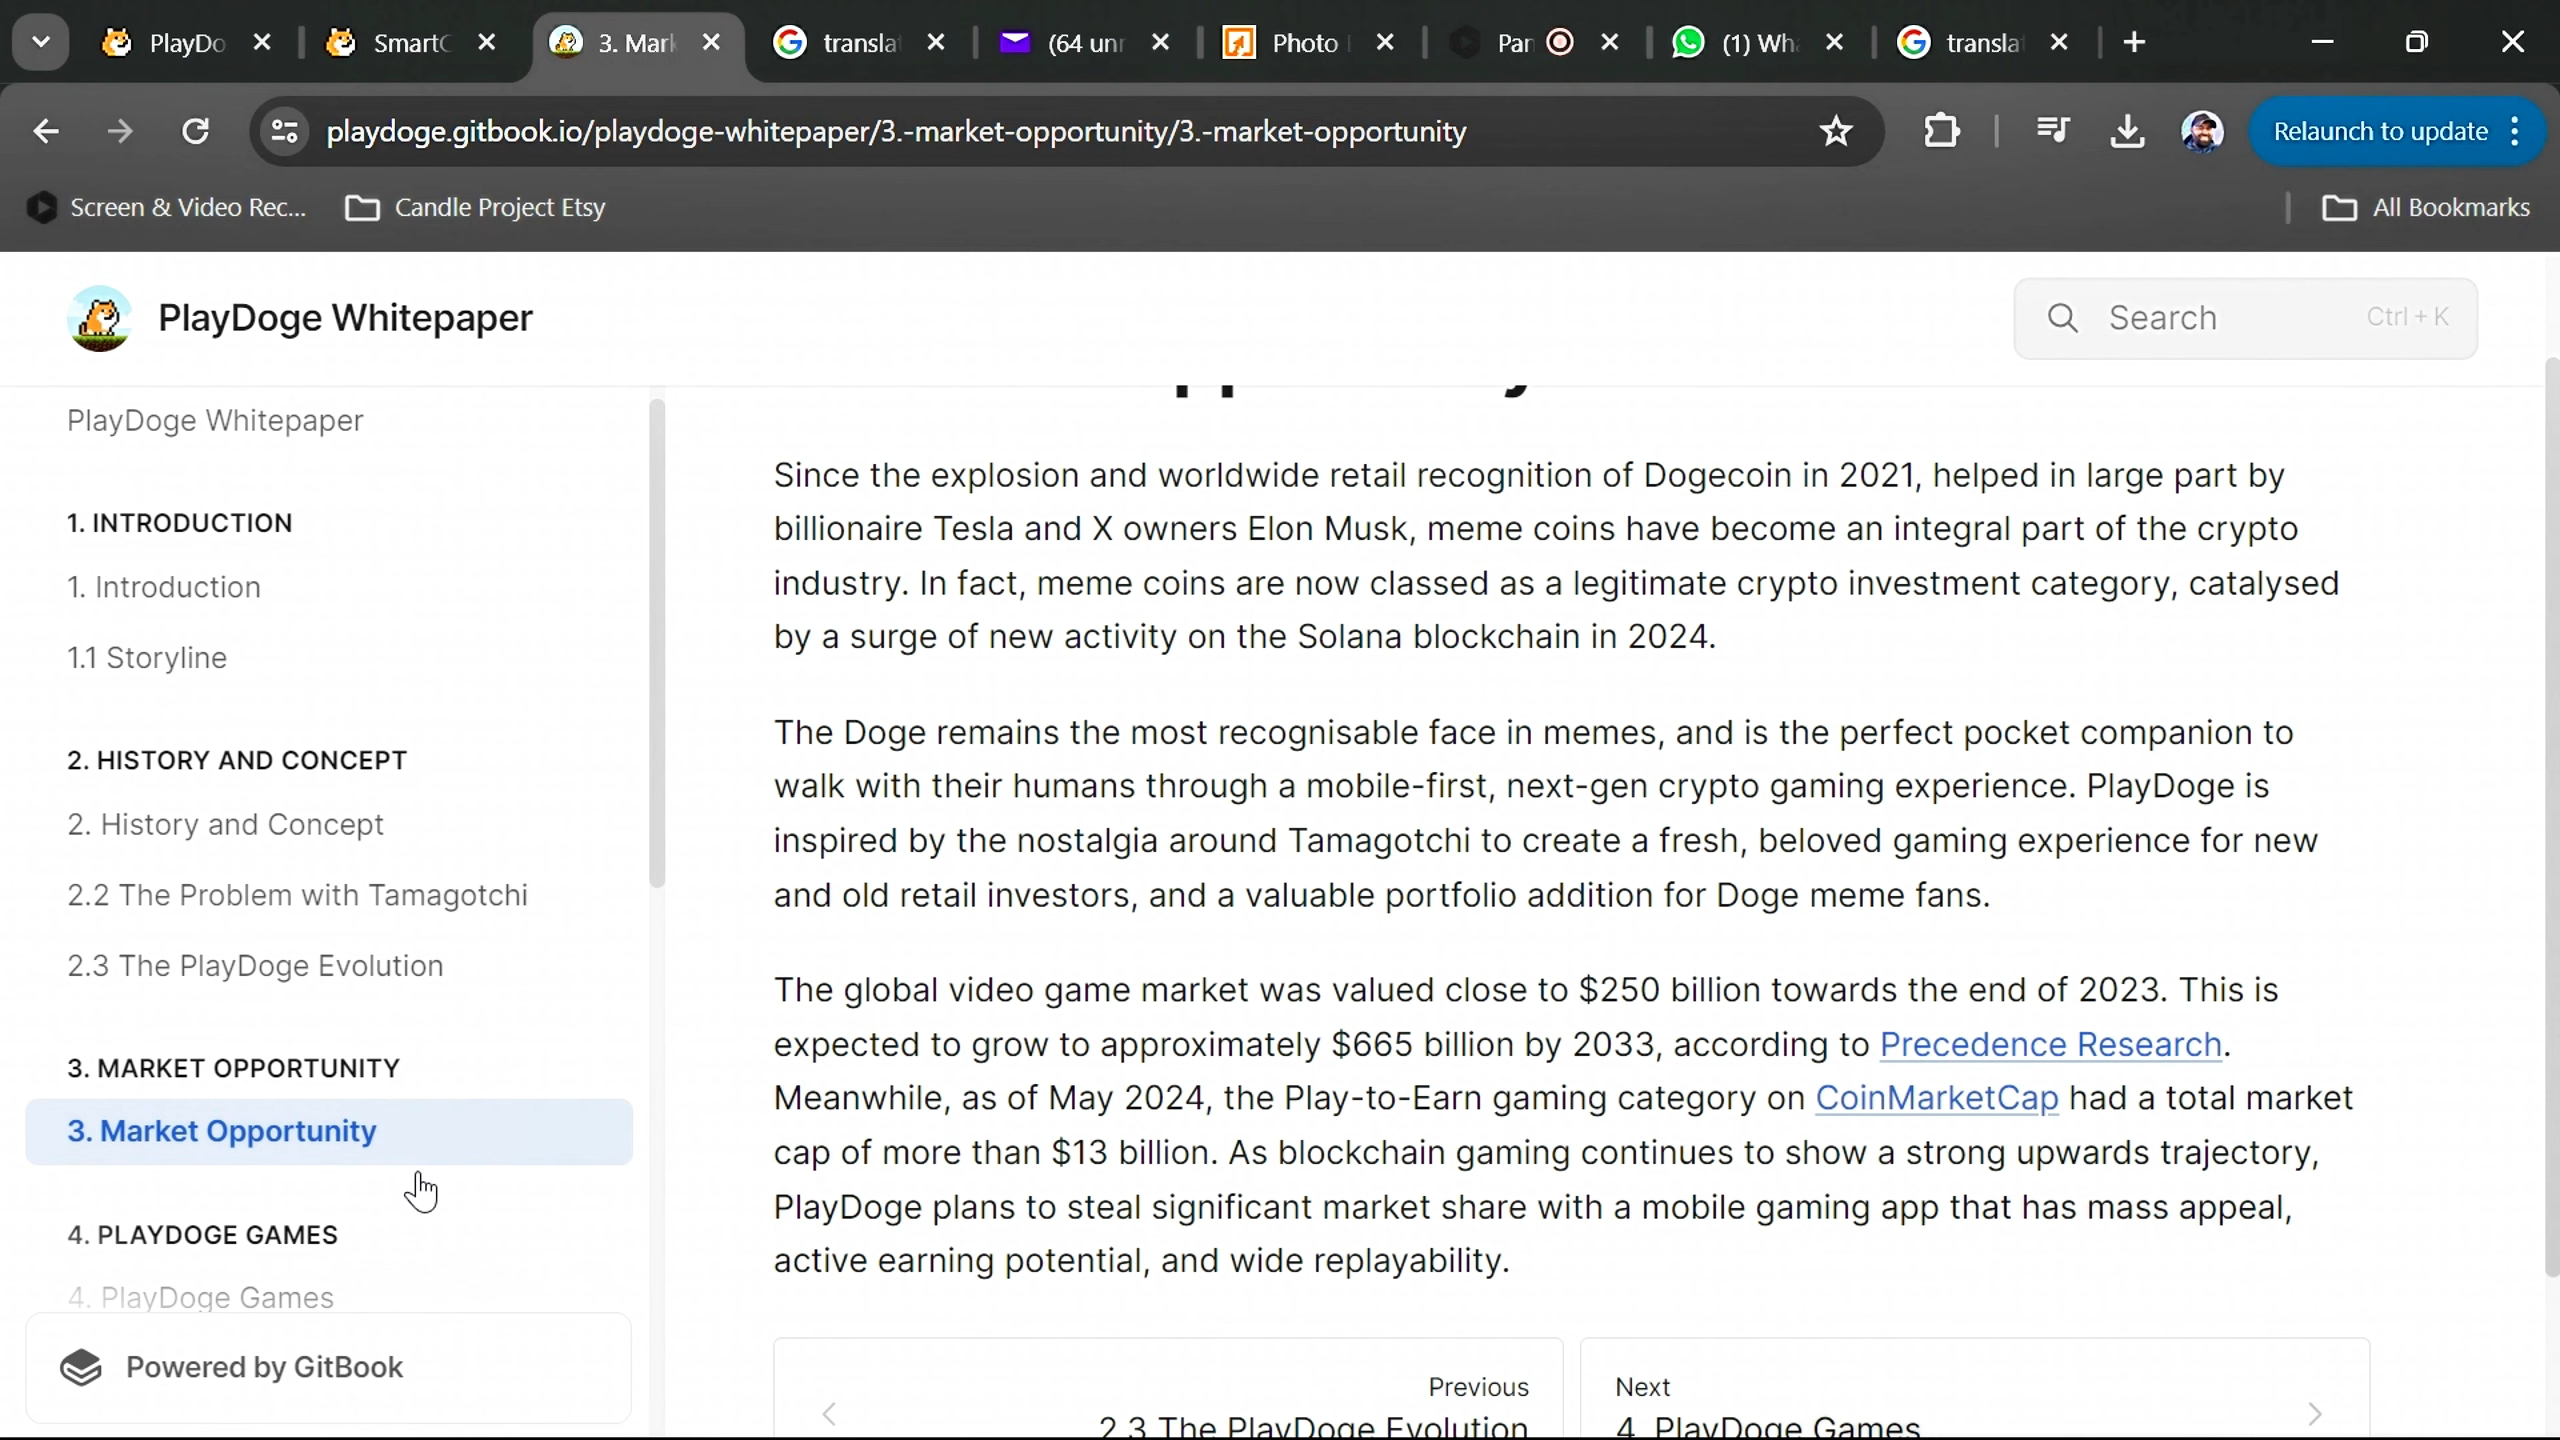 PlayDo
SmartC
3. Mark
translat
(64 unr
Photo
Pan
(1) Wha
translat
playdoge.gitbook.io/playdoge-whitepaper/3.-market-opportunity/3.-market-opportunity
Relaunch to update
Screen & Video Rec...
Candle Project Etsy
All Bookmarks
PlayDoge Whitepaper
Search
Ctrl + K
PlayDoge Whitepaper
1. INTRODUCTION
1. Introduction
1.1 Storyline
2. HISTORY AND CONCEPT
2. History and Concept
2.2 The Problem with Tamagotchi
2.3 The PlayDoge Evolution
3. MARKET OPPORTUNITY
3. Market Opportunity
4. PLAYDOGE GAMES
4. PlayDoge Games
Powered by GitBook
Since the explosion and worldwide retail recognition of Dogecoin in 2021, helped in large part by
billionaire Tesla and X owners Elon Musk, meme coins have become an integral part of the crypto
industry. In fact, meme coins are now classed as a legitimate crypto investment category, catalysed
by a surge of new activity on the Solana blockchain in 2024.
The Doge remains the most recognisable face in memes, and is the perfect pocket companion to
walk with their humans through a mobile-first, next-gen crypto gaming experience. PlayDoge is
inspired by the nostalgia around Tamagotchi to create a fresh, beloved gaming experience for new
and old retail investors, and a valuable portfolio addition for Doge meme fans.
The global video game market was valued close to $250 billion towards the end of 2023. This is
expected to grow to approximately $665 billion by 2033, according to Precedence Research.
Meanwhile, as of May 2024, the Play-to-Earn gaming category on CoinMarketCap had a total market
cap of more than $13 billion. As blockchain gaming continues to show a strong upwards trajectory,
PlayDoge plans to steal significant market share with a mobile gaming app that has mass appeal,
active earning potential, and wide replayability.
Previous
2.3 The PlayDoge Evolution
Next
4. PlayDoge Games